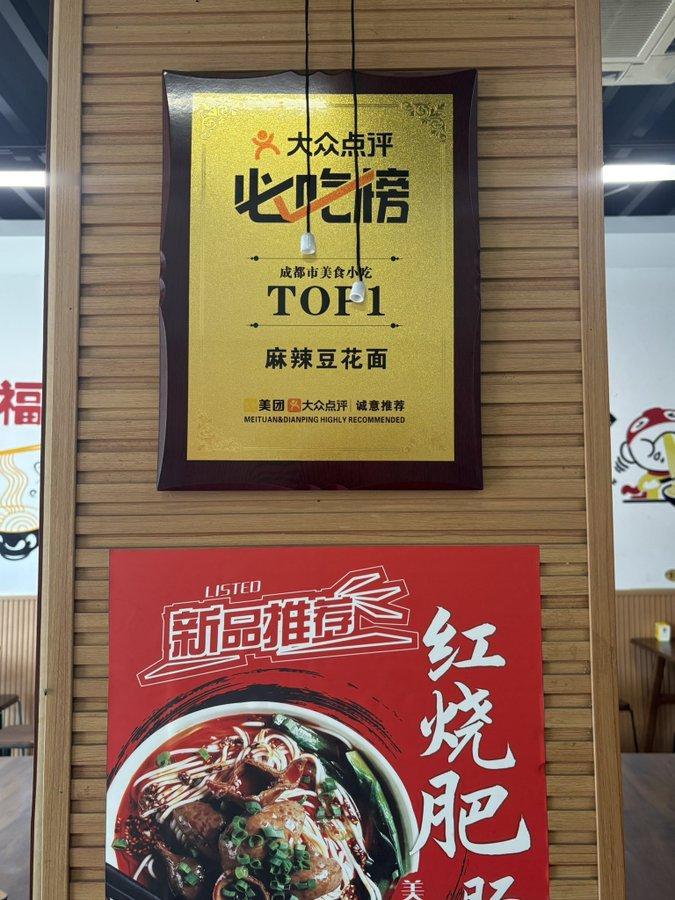 大众点评
必吃榜
成都市美食小吃
TOP1
麻辣豆花面
美团 大众点评 诚意推荐
MEITUAN&DIANPING HIGHLY RECOMMENDED
福
LISTED
新品推荐
红烧肥
美